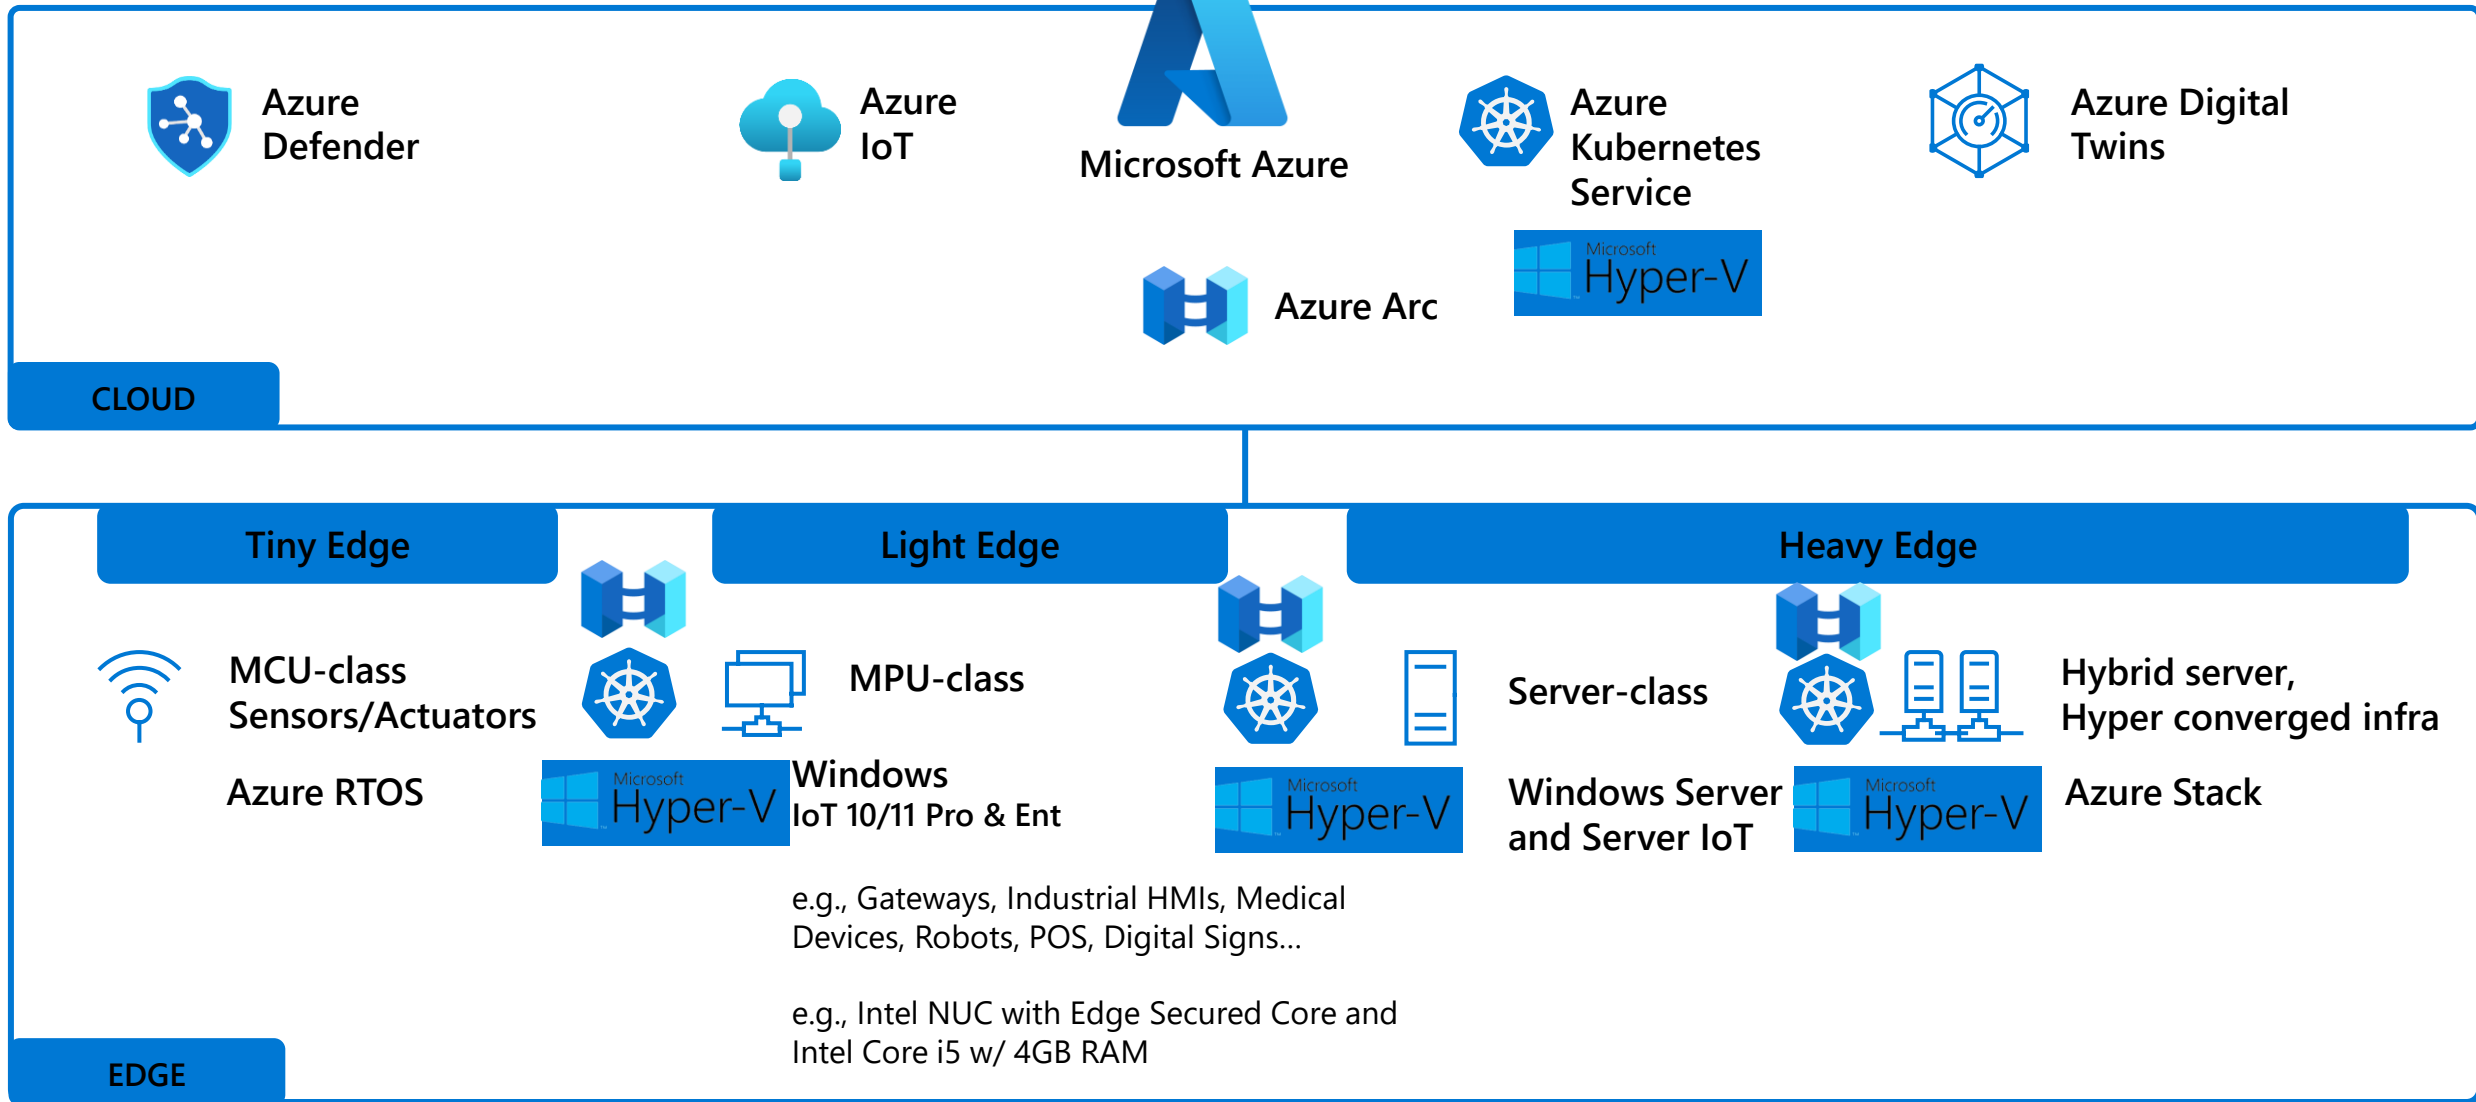 Azure
Defender
Azure
IoT
Microsoft Azure
Azure
Kubernetes
Service
Azure Digital
Twins
Microsoft
Hyper-V
Azure Arc
CLOUD
Tiny Edge
Light Edge
Heavy Edge
MCU-class
Sensors/Actuators
Azure RTOS
Microsoft
Hyper-V
MPU-class
Windows
IoT 10/11 Pro & Ent
e.g., Gateways, Industrial HMIs, Medical
Devices, Robots, POS, Digital Signs...
e.g., Intel NUC with Edge Secured Core and
Intel Core i5 w/ 4GB RAM
Microsoft
Hyper-V
Server-class
Windows Server
and Server IoT
Microsoft
Hyper-V
Hybrid server,
Hyper converged infra
Azure Stack
EDGE